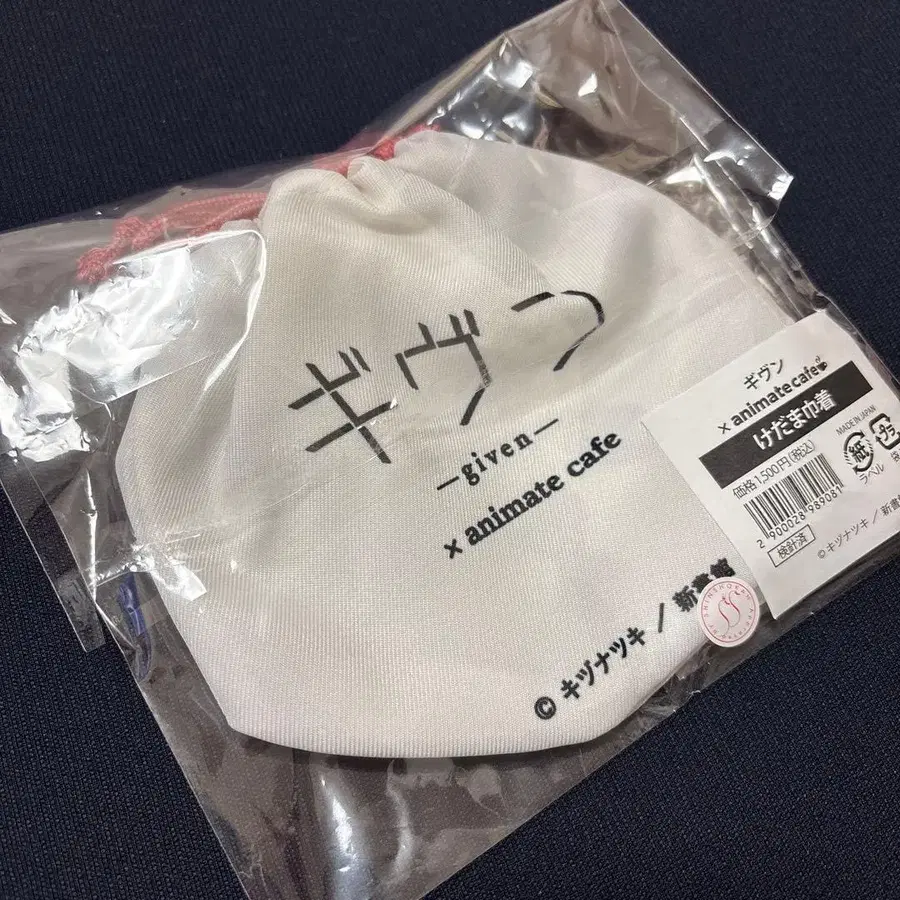 ギヴン
—given—
× animate cafe
© キヅナツキ / 新書館
ギヴン
× animate cafe
けだま巾着
価格 1,500円(税込)
MADE IN JAPAN
紙
プラ
ラベル
2 900028 989081
検針済
© キヅナツキ / 新書